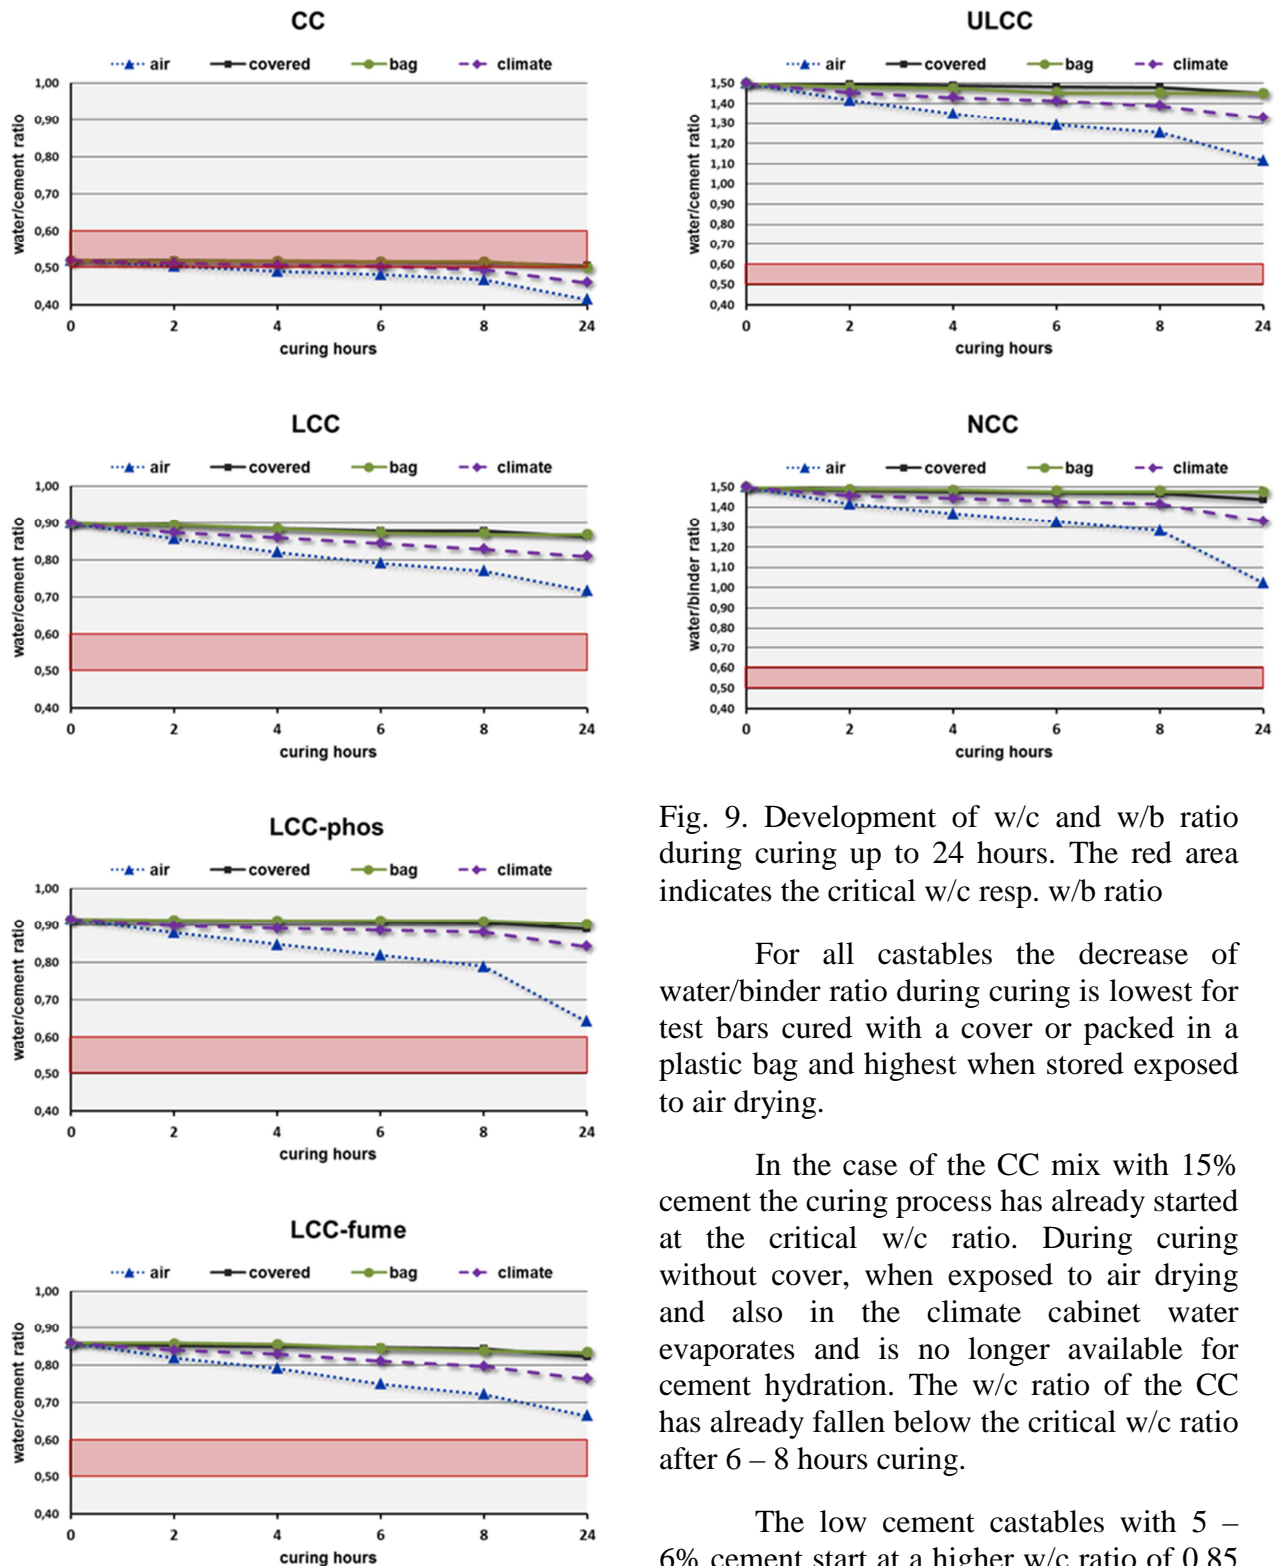 CC
air covered bag climate
water/cement ratio
1,00
0,90
0,80
0,70
0,60
0,50
0,40
0 2 4 6 8 24
curing hours
LCC
air covered bag climate
water/cement ratio
1,00
0,90
0,80
0,70
0,60
0,50
0,40
0 2 4 6 8 24
curing hours
LCC-phos
air covered bag climate
water/cement ratio
1,00
0,90
0,80
0,70
0,60
0,50
0,40
0 2 4 6 8 24
curing hours
LCC-fume
air covered bag climate
water/cement ratio
1,00
0,90
0,80
0,70
0,60
0,50
0,40
0 2 4 6 8 24
curing hours
ULCC
air covered bag climate
water/cement ratio
1,50
1,40
1,30
1,20
1,10
1,00
0,90
0,80
0,70
0,60
0,50
0,40
0 2 4 6 8 24
curing hours
NCC
air covered bag climate
water/binder ratio
1,50
1,40
1,30
1,20
1,10
1,00
0,90
0,80
0,70
0,60
0,50
0,40
0 2 4 6 8 24
curing hours
Fig. 9. Development of w/c and w/b ratio
during curing up to 24 hours. The red area
indicates the critical w/c resp. w/b ratio
For all castables the decrease of
water/binder ratio during curing is lowest for
test bars cured with a cover or packed in a
plastic bag and highest when stored exposed
to air drying.
In the case of the CC mix with 15%
cement the curing process has already started
at the critical w/c ratio. During curing
without cover, when exposed to air drying
and also in the climate cabinet water
evaporates and is no longer available for
cement hydration. The w/c ratio of the CC
has already fallen below the critical w/c ratio
after 6 – 8 hours curing.
The low cement castables with 5 –
6% cement start at a higher w/c ratio of 0.85